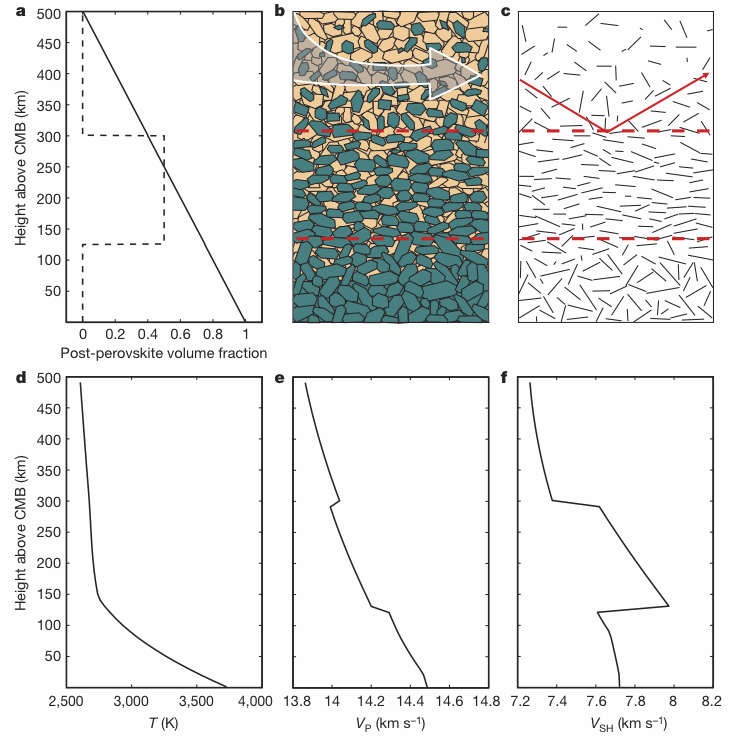 a
b
c
500
450
400
350
300
250
200
150
100
50
Height above CMB (km)
0 0.2 0.4 0.6 0.8 1
Post-perovskite volume fraction
d
e
f
500
450
400
350
300
250
200
150
100
50
Height above CMB (km)
2,500 3,000 3,500 4,000
T (K)
13.8 14.2 14.4 14.6 14.8
V_P (km s⁻¹)
7.2 7.4 7.6 7.8 8.2
V_SH (km s⁻¹)